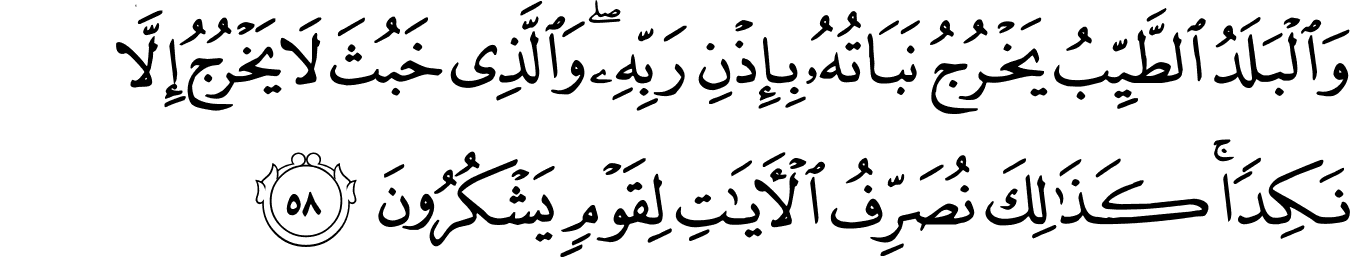 وَٱلْبَلَدُ ٱلطَّيِّبُ يَخْرُجُ نَبَاتُهُۥ بِإِذْنِ رَبِّهِۦ ۖ وَٱلَّذِى خَبُثَ لَا يَخْرُجُ إِلَّا
نَكِدًا ۚ كَذَٰلِكَ نُصَرِّفُ ٱلْـَٔايَـٰتِ لِقَوْمٍ يَشْكُرُونَ ٥٨